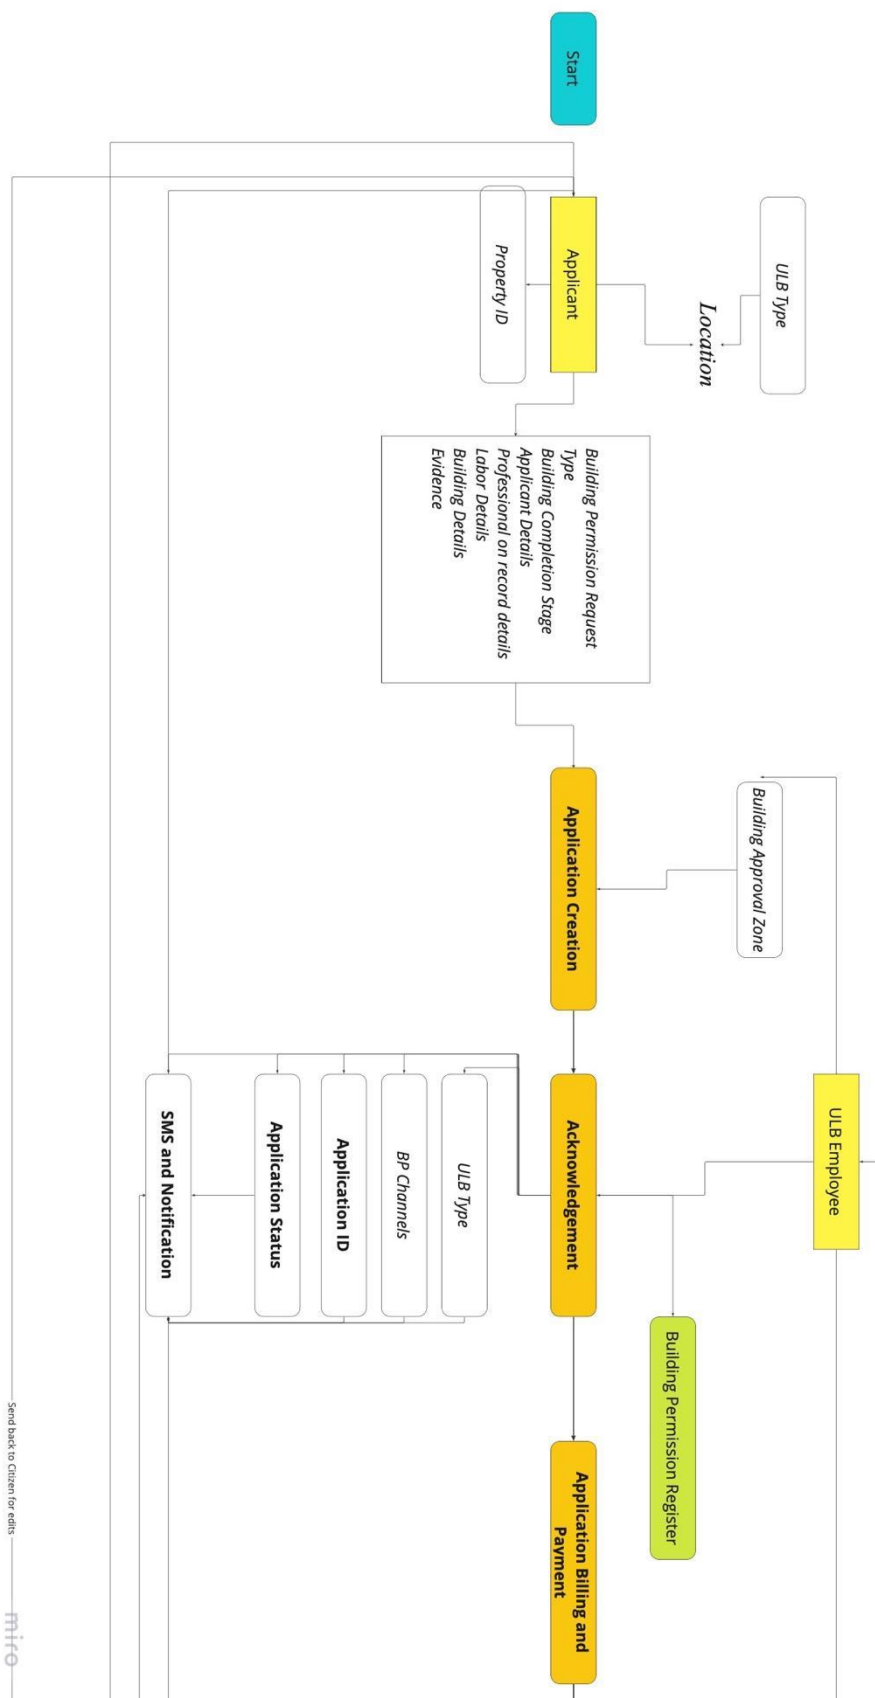 Start
ULB Type
Location
Applicant
Property ID
Building Permission Request
Type
Building Completion Stage
Applicant Details
Professional on record details
Labor Details
Building Details
Evidence
Building Approval Zone
Application Creation
ULB Employee
Acknowledgement
ULB Type
BP Channels
Application ID
Application Status
SMS and Notification
Building Permission Register
Application Billing and
Payment
Send back to Citizen for edits
miro